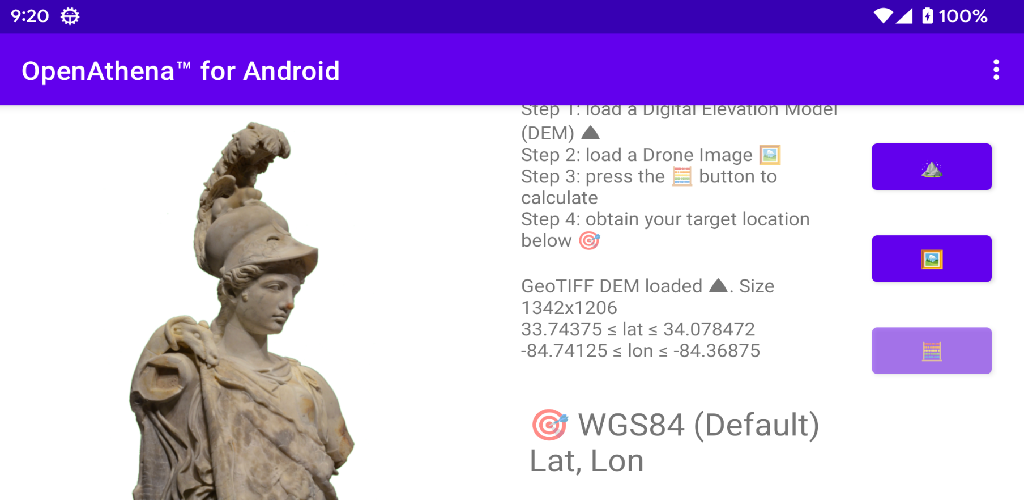 9:20
100%
OpenAthena™ for Android
Step 1: load a Digital Elevation Model
(DEM) ⛰
Step 2: load a Drone Image 🖼️
Step 3: press the 🧮 button to
calculate
Step 4: obtain your target location
below 🎯
GeoTIFF DEM loaded ⛰. Size
1342x1206
33.74375 ≤ lat ≤ 34.078472
-84.74125 ≤ lon ≤ -84.36875
🎯 WGS84 (Default)
Lat, Lon